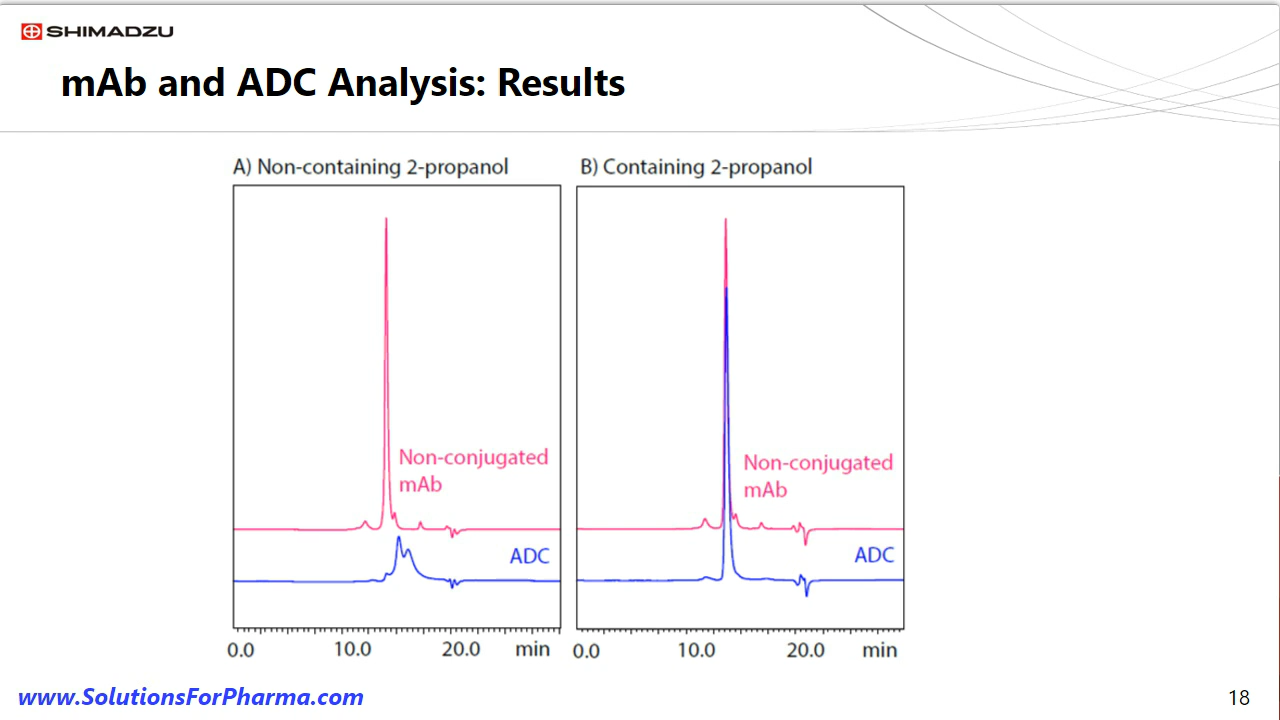 SHIMADZU
mAb and ADC Analysis: Results
A) Non-containing 2-propanol
B) Containing 2-propanol
Non-conjugated
mAb
ADC
0.0 10.0 20.0 min
Non-conjugated
mAb
ADC
0.0 10.0 20.0 min
www.SolutionsForPharma.com
18